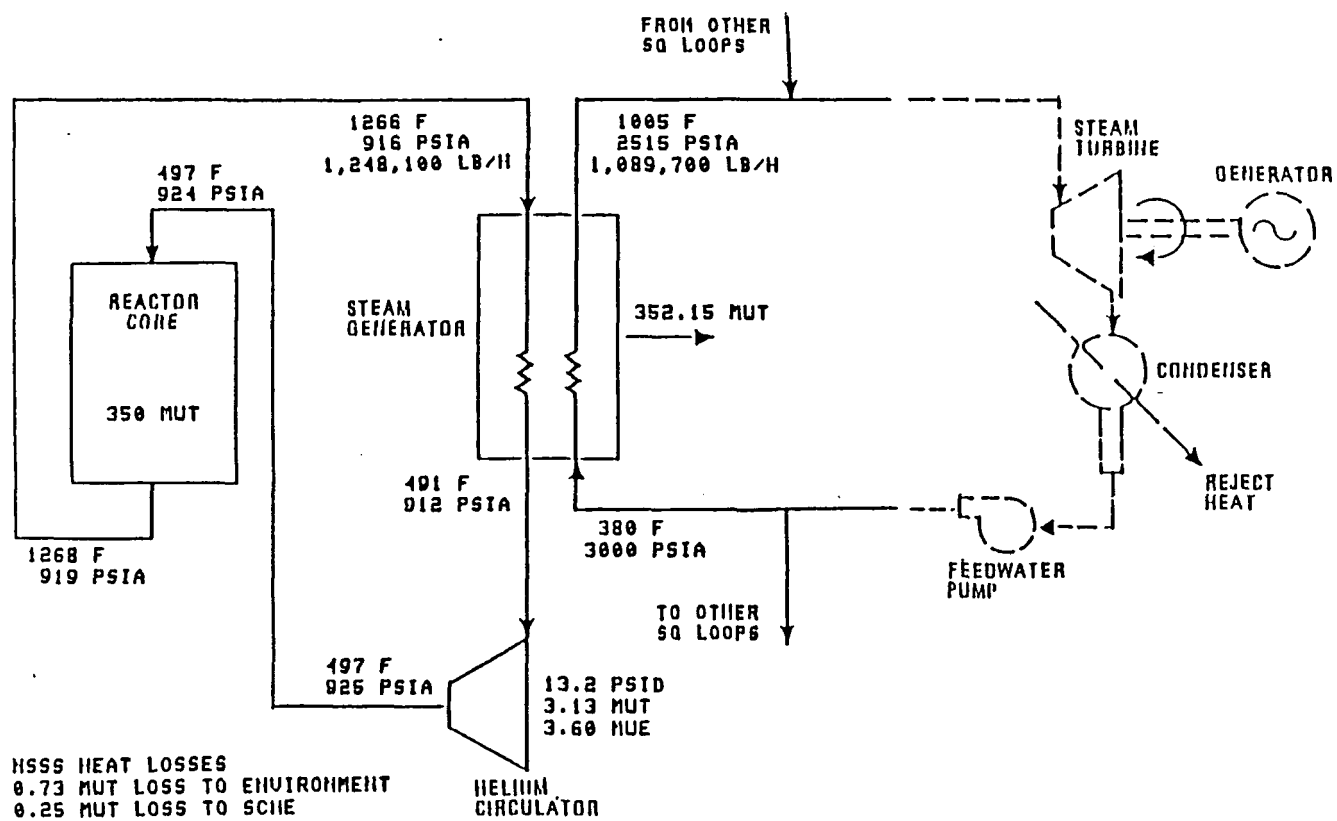 FROM OTHER
SG LOOPS
1266 F
916 PSIA
1,248,100 LB/H
1005 F
2515 PSIA
1,089,700 LB/H
STEAM
TURBINE
GENERATOR
497 F
924 PSIA
REACTOR
CORE
350 MWT
STEAM
GENERATOR
352.15 MWT
CONDENSER
491 F
912 PSIA
380 F
3000 PSIA
REJECT
HEAT
1268 F
919 PSIA
FEEDWATER
PUMP
TO OTHER
SG LOOPS
497 F
925 PSIA
13.2 PSID
3.13 MWT
3.60 MWE
NSSS HEAT LOSSES
0.73 MWT LOSS TO ENVIRONMENT
0.25 MWT LOSS TO SCHE
HELIUM
CIRCULATOR